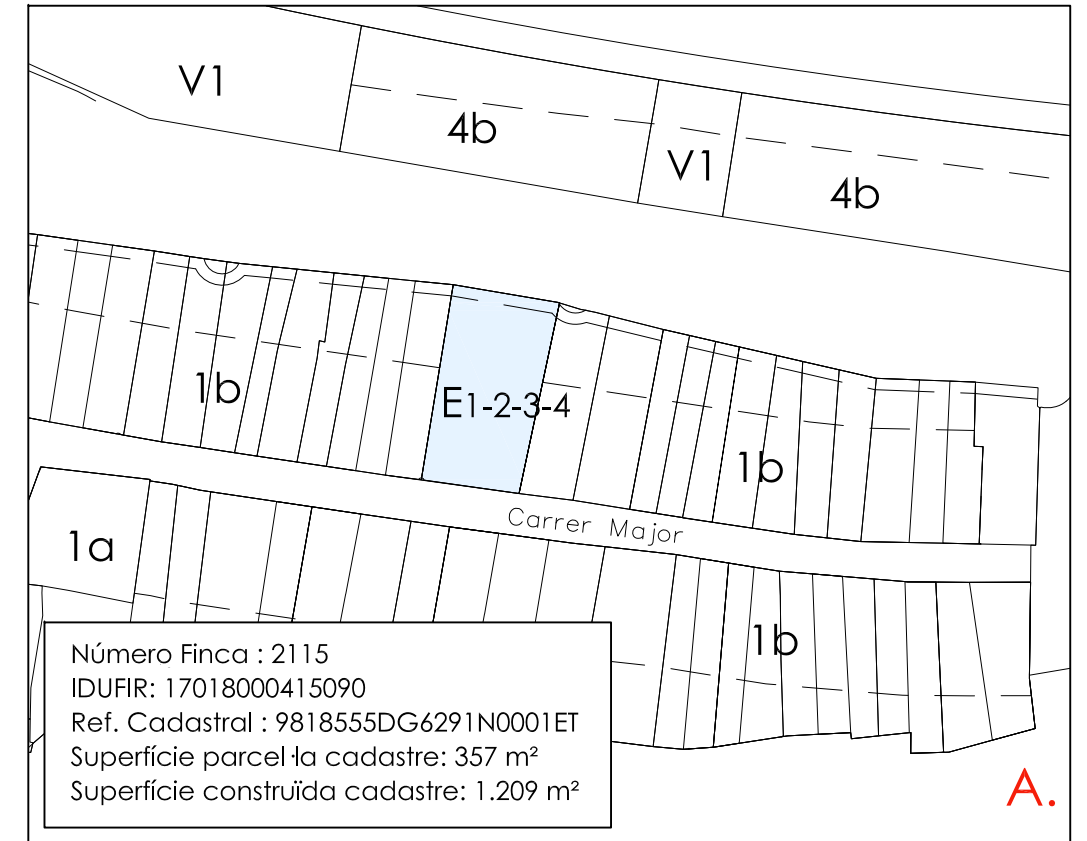 V1
4b
V1
4b
1b
E1-2-3-4
1b
Carrer Major
1a
1b
Número Finca : 2115
IDUFIR: 17018000415090
Ref. Cadastral : 9818555DG6291N0001ET
Superfície parcel·la cadastre: 357 m²
Superfície construïda cadastre: 1.209 m²
A.